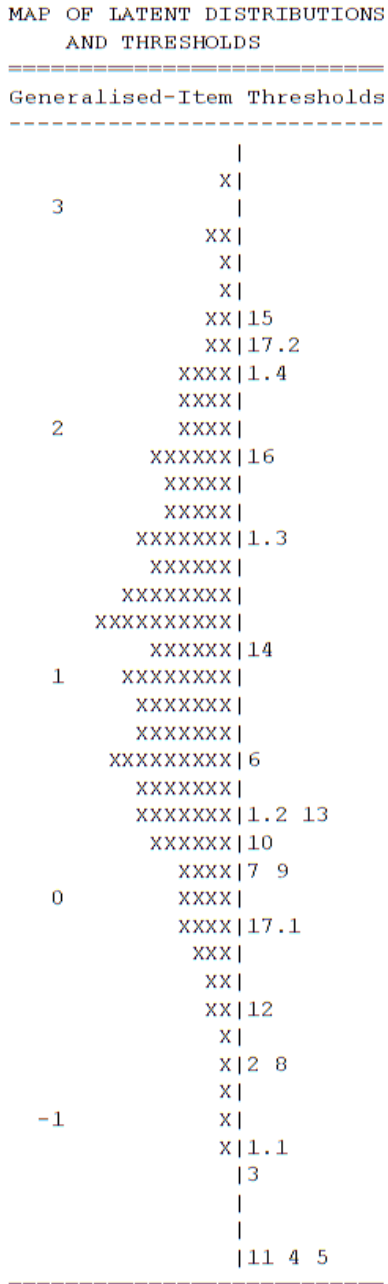 MAP OF LATENT DISTRIBUTIONS
    AND THRESHOLDS
===========================
Generalised-Item Thresholds
---------------------------
                |
               X|
   3            |
              XX|
               X|
               X|
              XX|15
              XX|17.2
            XXXX|1.4
            XXXX|
   2        XXXX|
          XXXXXX|16
           XXXXX|
           XXXXX|
         XXXXXXX|1.3
          XXXXXX|
        XXXXXXXX|
      XXXXXXXXXX|
          XXXXXX|14
   1    XXXXXXXX|
         XXXXXXX|
         XXXXXXX|
       XXXXXXXXX|6
         XXXXXXX|
         XXXXXXX|1.2 13
          XXXXXX|10
            XXXX|7 9
   0        XXXX|
            XXXX|17.1
             XXX|
              XX|
              XX|12
               X|
               X|2 8
               X|
  -1           X|
               X|1.1
                |3
                |
                |
                |11 4 5
===========================